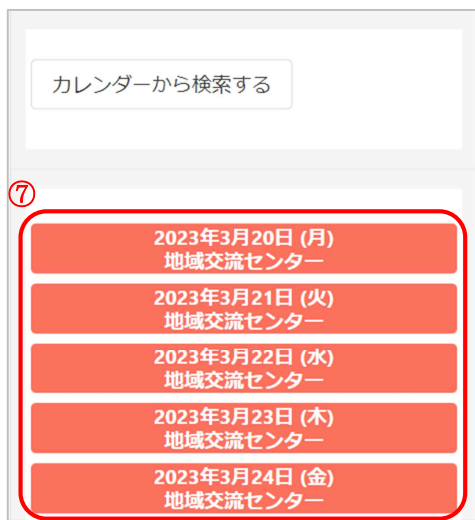 カレンダーから検索する
⑦
2023年3月20日 (月)
地域交流センター
2023年3月21日 (火)
地域交流センター
2023年3月22日 (水)
地域交流センター
2023年3月23日 (木)
地域交流センター
2023年3月24日 (金)
地域交流センター